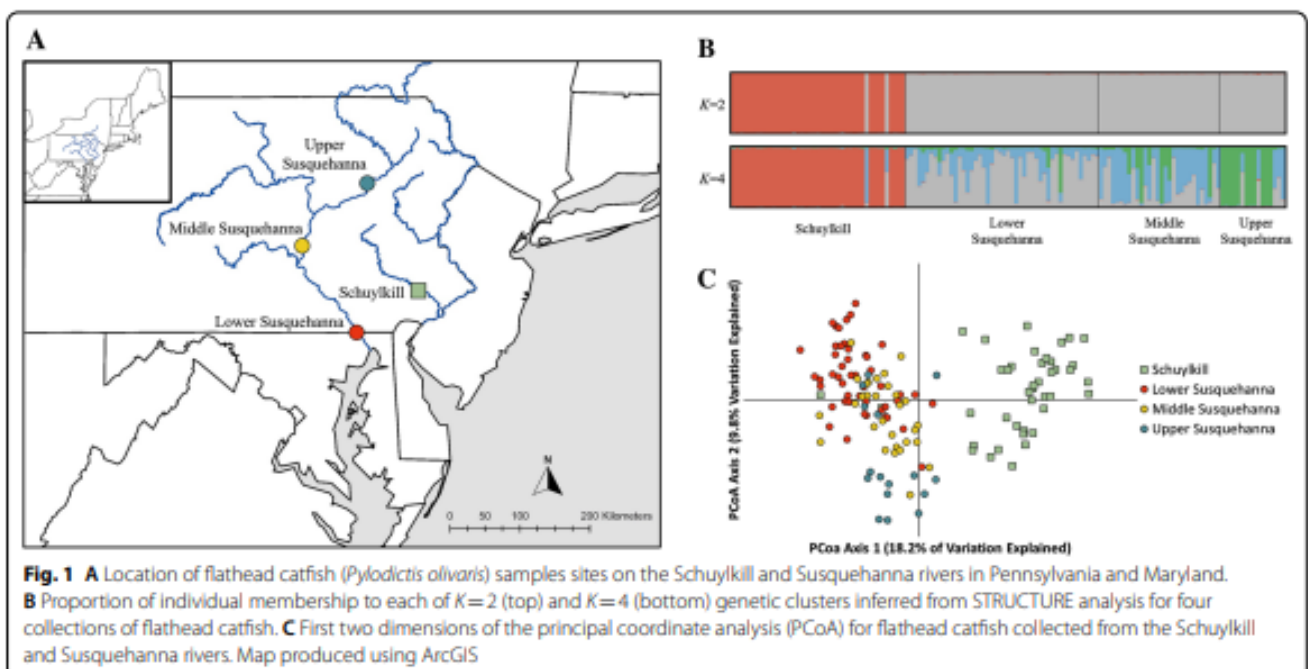 A
Upper
Susquehanna
Middle Susquehanna
Schuylkill
Lower Susquehanna
N
0 50 100 200 Kilometers
B
K=2
K=4
Schuylkill
Lower
Susquehanna
Middle
Susquehanna
Upper
Susquehanna
C
PCoA Axis 2 (9.8% Variation Explained)
Schuylkill
Lower Susquehanna
Middle Susquehanna
Upper Susquehanna
PCoa Axis 1 (18.2% of Variation Explained)
Fig. 1 A Location of flathead catfish (Pylodictis olivaris) samples sites on the Schuylkill and Susquehanna rivers in Pennsylvania and Maryland.
B Proportion of individual membership to each of K = 2 (top) and K = 4 (bottom) genetic clusters inferred from STRUCTURE analysis for four
collections of flathead catfish. C First two dimensions of the principal coordinate analysis (PCoA) for flathead catfish collected from the Schuylkill
and Susquehanna rivers. Map produced using ArcGIS